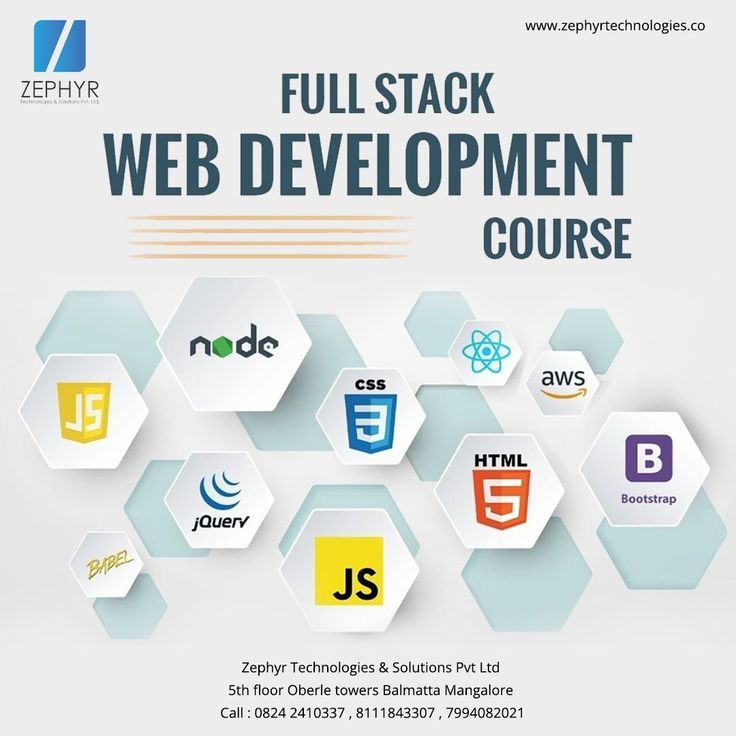 www.zephyrtechnologies.co
ZEPHYR
Technologies & Solutions Pvt. Ltd.
FULL STACK
WEB DEVELOPMENT
COURSE
node
JS
CSS
3
aws
HTML
5
B
Bootstrap
jQuery
BABEL
JS
Zephyr Technologies & Solutions Pvt Ltd
5th floor Oberle towers Balmatta Mangalore
Call : 0824 2410337 , 8111843307 , 7994082021